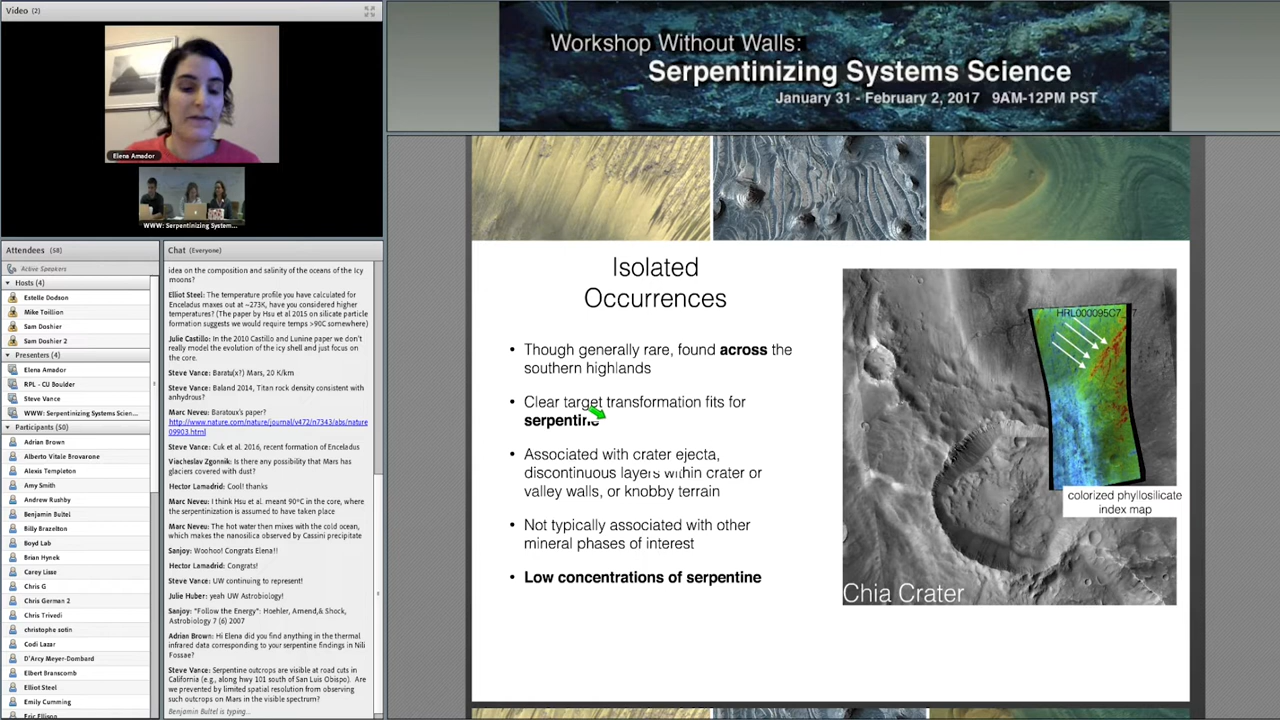 Video (2)
Elena Amador
WWW: Serpentinizing System...
Attendees (58)
Active Speakers
Hosts (4)
Estelle Dodson
Mike Toillion
Sam Doshier
Sam Doshier 2
Presenters (4)
Elena Amador
RPL - CU Boulder
Steve Vance
WWW: Serpentinizing Systems Scien...
Participants (50)
Adrian Brown
Alberto Vitale Brovarone
Alexis Templeton
Amy Smith
Andrew Rushby
Benjamin Bultel
Billy Brazelton
Boyd Lab
Brian Hynek
Carey Lisse
Chris G
Chris German 2
Chris Trivedi
christophe sotin
Codi Lazar
D'Arcy Meyer-Dombard
Elbert Branscomb
Elliot Steel
Emily Cumming
Eric Ellison
Chat (Everyone)
idea on the composition and salinity of the oceans of the Icy
moons?
Elliot Steel: The temperature profile you have calculated for
Enceladus maxes out at ~273K, have you considered higher
temperatures? (The paper by Hsu et al 2015 on silicate particle
formation suggests we would require temps >90C somewhere)
Julie Castillo: In the 2010 Castillo and Lunine paper we don't
really model the evolution of the icy shell and just focus on
the core.
Steve Vance: Baratu(x?) Mars, 20 K/km
Steve Vance: Baland 2014, Titan rock density consistent with
anhydrous?
Marc Neveu: Baratoux's paper?
http://www.nature.com/nature/journal/v472/n7343/abs/nature
09903.html
Steve Vance: Cuk et al. 2016, recent formation of Enceladus
Viacheslav Zgonnik: Is there any possibility that Mars has
glaciers covered with dust?
Hector Lamadrid: Cool! thanks
Marc Neveu: I think Hsu et al. meant 90°C in the core, where
the serpentinization is assumed to have taken place
Marc Neveu: The hot water then mixes with the cold ocean,
which makes the nanosilica observed by Cassini precipitate
Sanjoy: Woohoo! Congrats Elena!!
Hector Lamadrid: Congrats!
Steve Vance: UW continuing to represent!
Julie Huber: yeah UW Astrobiology!
Sanjoy: "Follow the Energy": Hoehler, Amend,& Shock,
Astrobiology 7 (6) 2007
Adrian Brown: Hi Elena did you find anything in the thermal
infrared data corresponding to your serpentine findings in Nili
Fossae?
Steve Vance: Serpentine outcrops are visible at road cuts in
California (e.g., along hwy 101 south of San Luis Obispo). Are
we prevented by limited spatial resolution from observing
such outcrops on Mars in the visible spectrum?
Benjamin Bultel is typing...
Workshop Without Walls:
Serpentinizing Systems Science
January 31 - February 2, 2017 9AM-12PM PST
Isolated
Occurrences
• Though generally rare, found across the
southern highlands
• Clear target transformation fits for
serpentine
• Associated with crater ejecta,
discontinuous layers within crater or
valley walls, or knobby terrain
• Not typically associated with other
mineral phases of interest
• Low concentrations of serpentine
colorized phyllosilicate
index map
Chia Crater